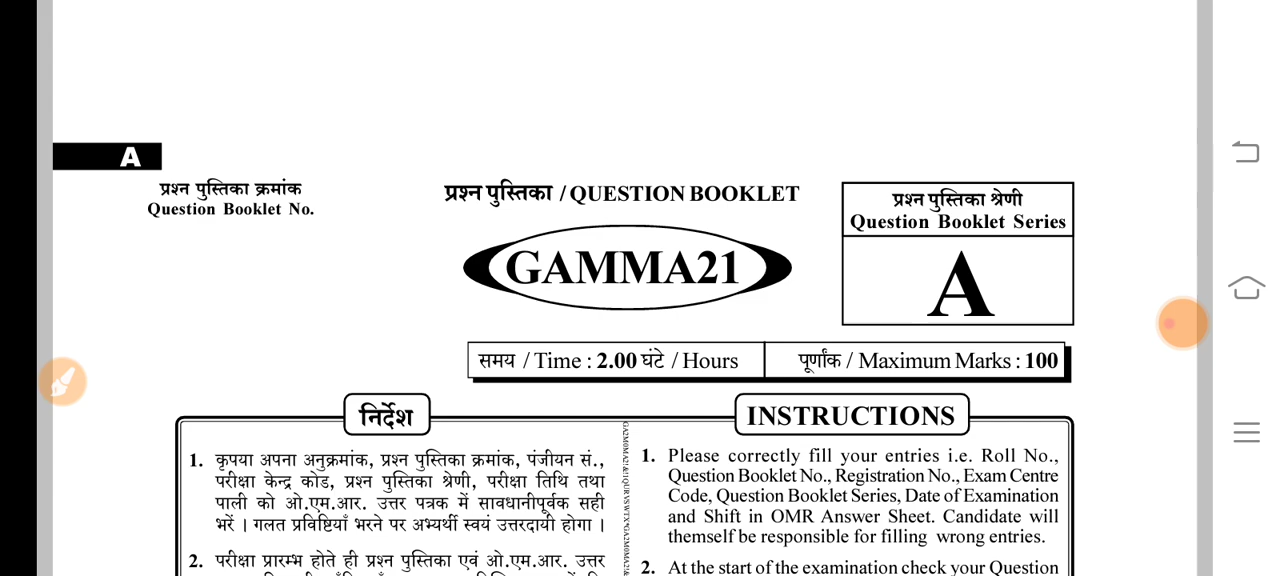 A
प्रश्न पुस्तिका क्रमांक
Question Booklet No.
प्रश्न पुस्तिका / QUESTION BOOKLET
GAMMA21
प्रश्न पुस्तिका श्रेणी
Question Booklet Series
A
समय / Time : 2.00 घंटे / Hours
पूर्णांक / Maximum Marks : 100
निर्देश
1. कृपया अपना अनुक्रमांक, प्रश्न पुस्तिका क्रमांक, पंजीयन सं.,
परीक्षा केन्द्र कोड, प्रश्न पुस्तिका श्रेणी, परीक्षा तिथि तथा
पाली को ओ.एम.आर. उत्तर पत्रक में सावधानीपूर्वक सही
भरें । गलत प्रविष्टियाँ भरने पर अभ्यर्थी स्वयं उत्तरदायी होगा ।
2. परीक्षा प्रारम्भ होते ही प्रश्न पुस्तिका एवं ओ.एम.आर. उत्तर
INSTRUCTIONS
1. Please correctly fill your entries i.e. Roll No.,
Question Booklet No., Registration No., Exam Centre
Code, Question Booklet Series, Date of Examination
and Shift in OMR Answer Sheet. Candidate will
themself be responsible for filling wrong entries.
2. At the start of the examination check your Question